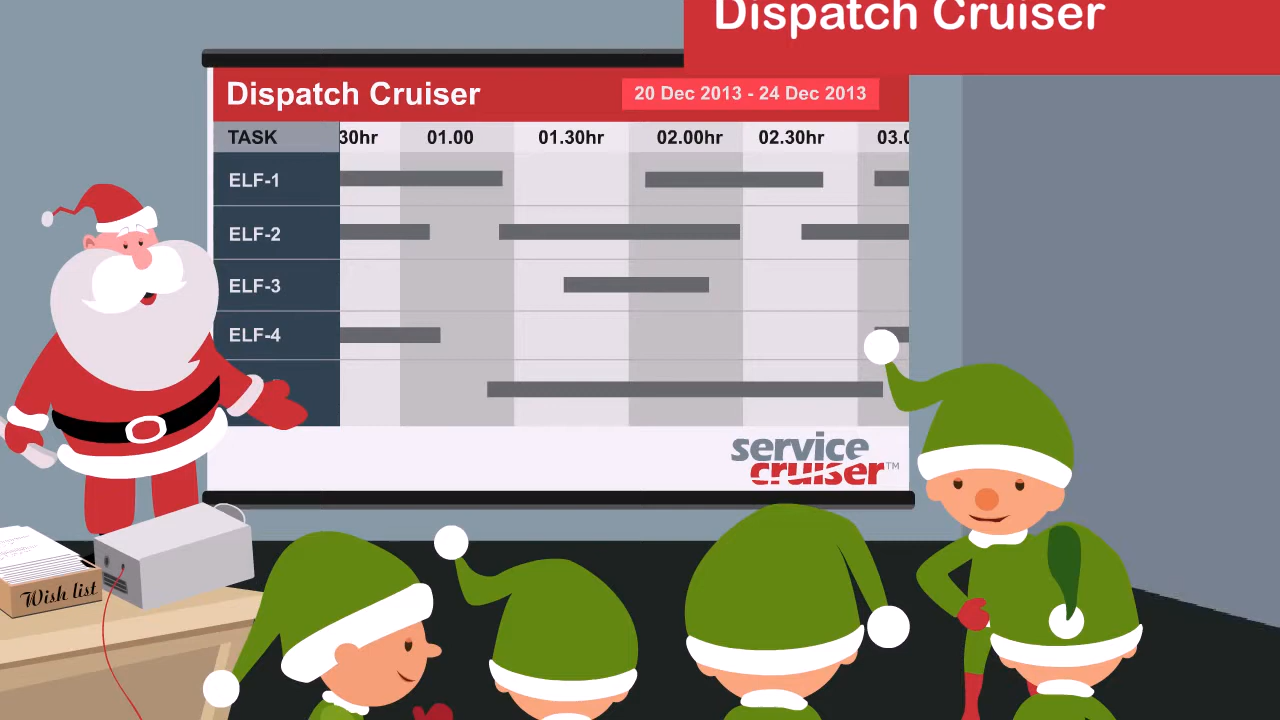 Dispatch Cruiser
Dispatch Cruiser
20 Dec 2013 - 24 Dec 2013
TASK 30hr 01.00 01.30hr 02.00hr 02.30hr 03.0
ELF-1
ELF-2
ELF-3
ELF-4
service
cruiser™
Wish list